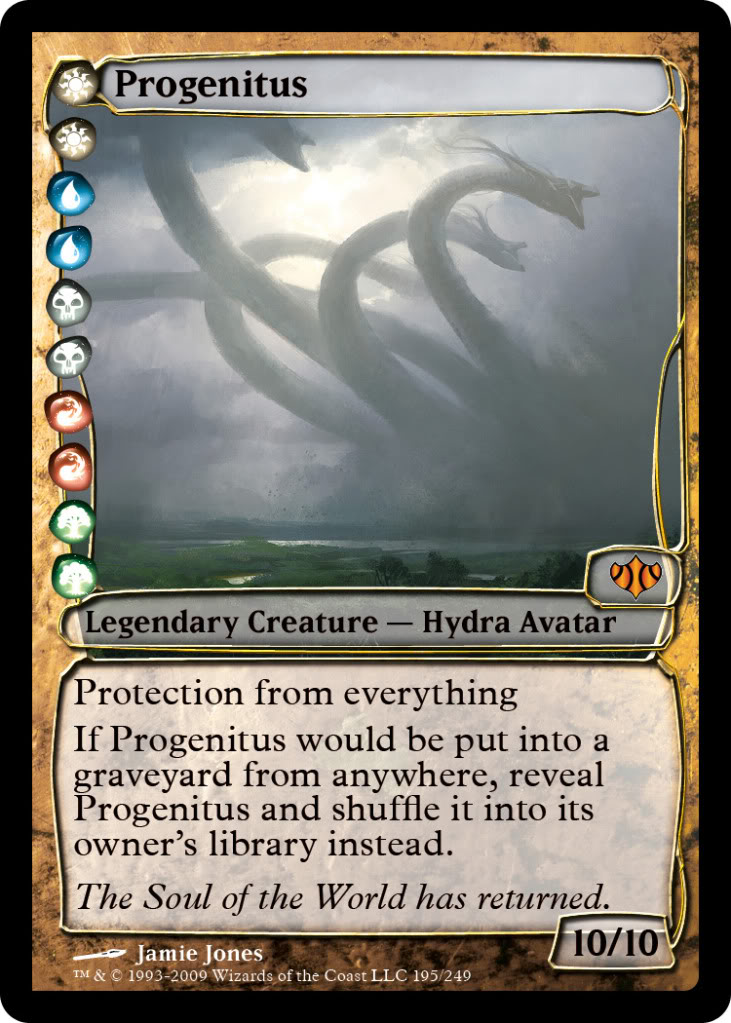 Progenitus
Legendary Creature — Hydra Avatar
Protection from everything
If Progenitus would be put into a
graveyard from anywhere, reveal
Progenitus and shuffle it into its
owner's library instead.
The Soul of the World has returned.
10/10
Jamie Jones
™ & © 1993-2009 Wizards of the Coast LLC 195/249